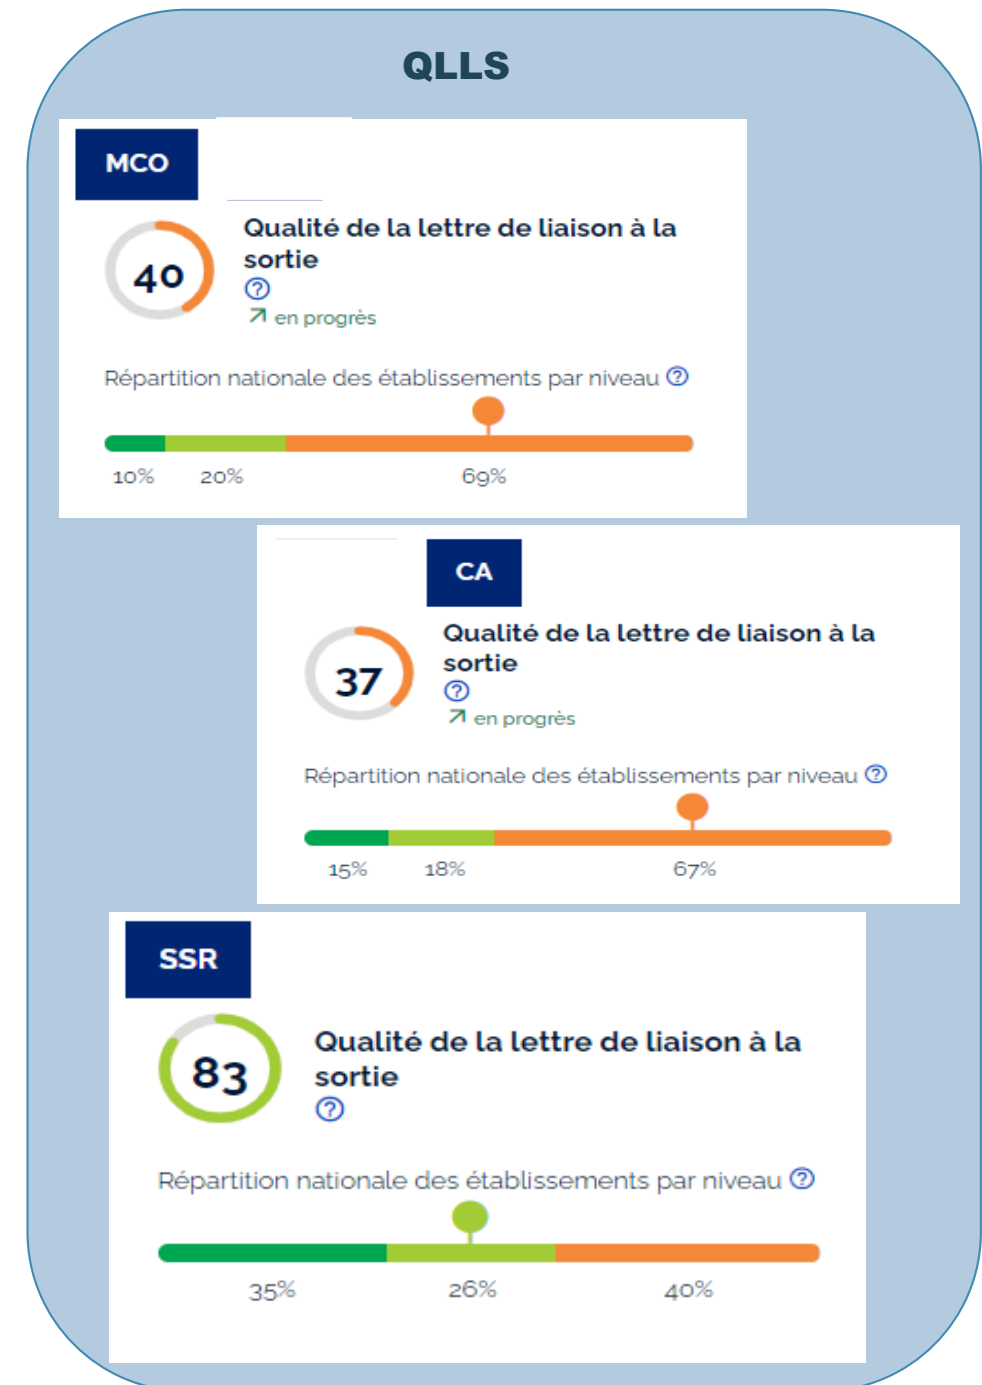 QLLS
MCO
40
Qualité de la lettre de liaison à la
sortie
?
en progrès
Répartition nationale des établissements par niveau ?
10% 20% 69%
CA
37
Qualité de la lettre de liaison à la
sortie
?
en progrès
Répartition nationale des établissements par niveau ?
15% 18% 67%
SSR
83
Qualité de la lettre de liaison à la
sortie
?
Répartition nationale des établissements par niveau ?
35% 26% 40%